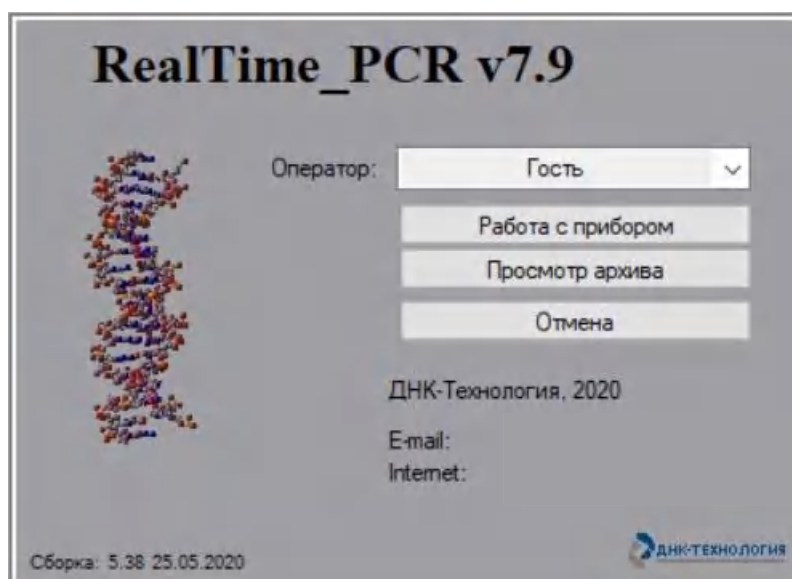 RealTime_PCR v7.9
Оператор: Гость
Работа с прибором
Просмотр архива
Отмена
ДНК-Технология, 2020
E-mail:
Internet:
Сборка: 5.38 25.05.2020
ДНК-ТЕХНОЛОГИЯ